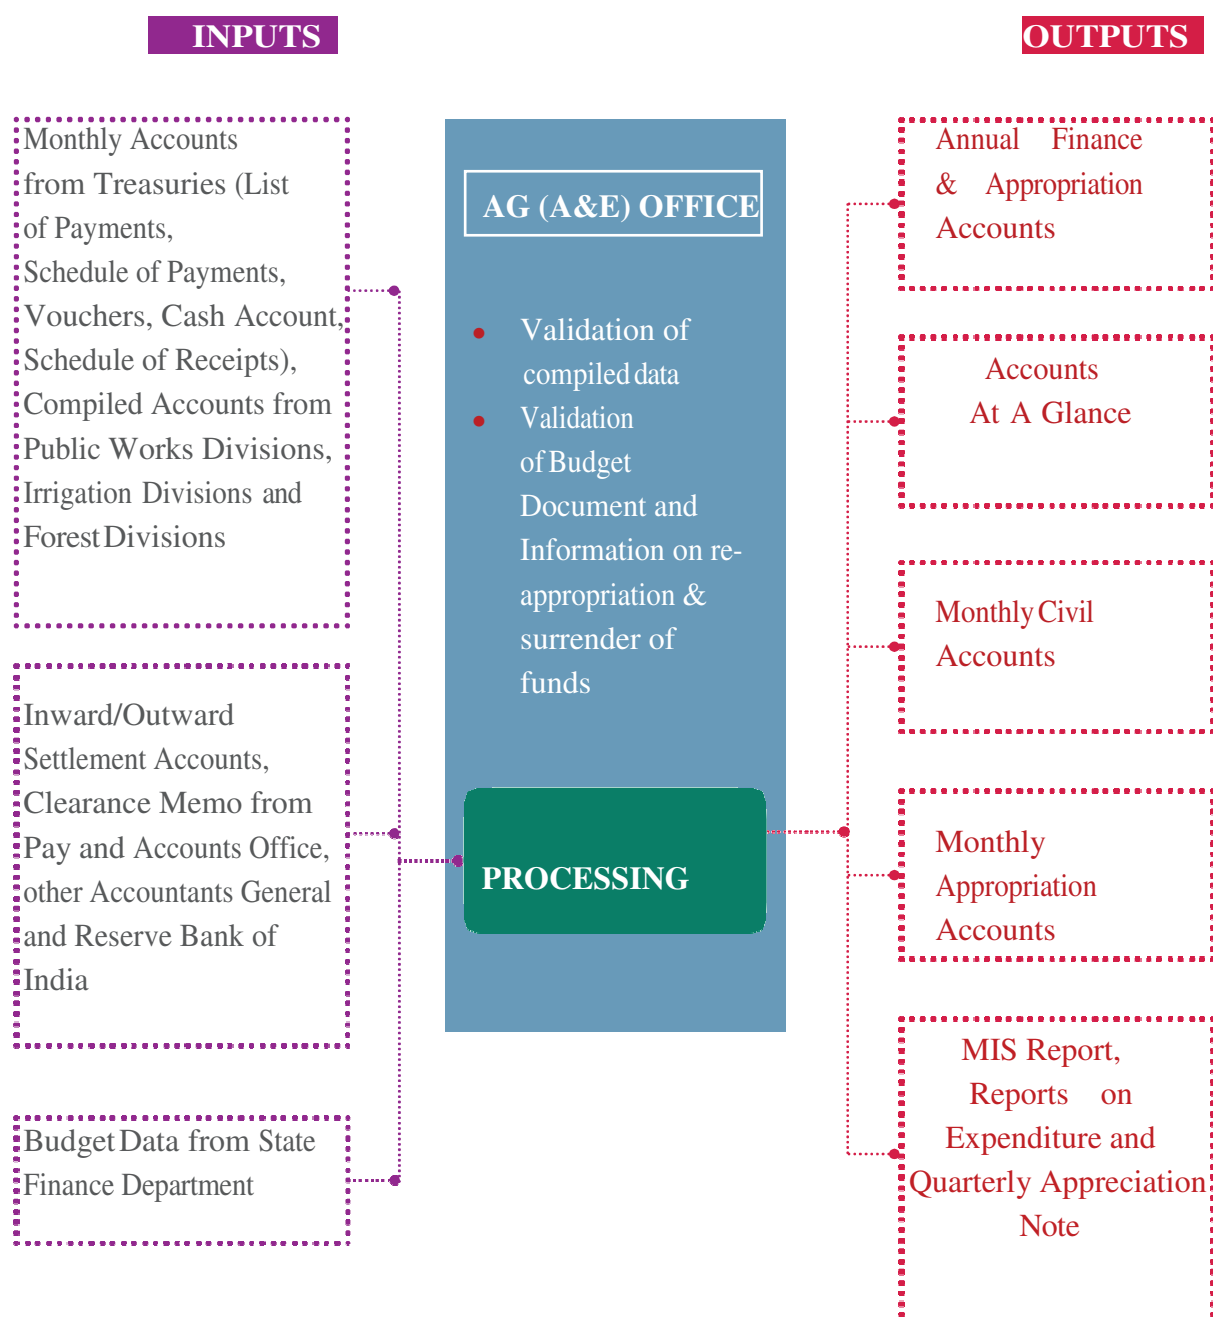 INPUTS
Monthly Accounts
from Treasuries (List
of Payments,
Schedule of Payments,
Vouchers, Cash Account,
Schedule of Receipts),
Compiled Accounts from
Public Works Divisions,
Irrigation Divisions and
Forest Divisions
Inward/Outward
Settlement Accounts,
Clearance Memo from
Pay and Accounts Office,
other Accountants General
and Reserve Bank of
India
Budget Data from State
Finance Department
AG (A&E) OFFICE
• Validation of
compiled data
• Validation
of Budget
Document and
Information on re-
appropriation &
surrender of
funds
PROCESSING
OUTPUTS
Annual Finance
& Appropriation
Accounts
Accounts
At A Glance
Monthly Civil
Accounts
Monthly
Appropriation
Accounts
MIS Report,
Reports on
Expenditure and
Quarterly Appreciation
Note